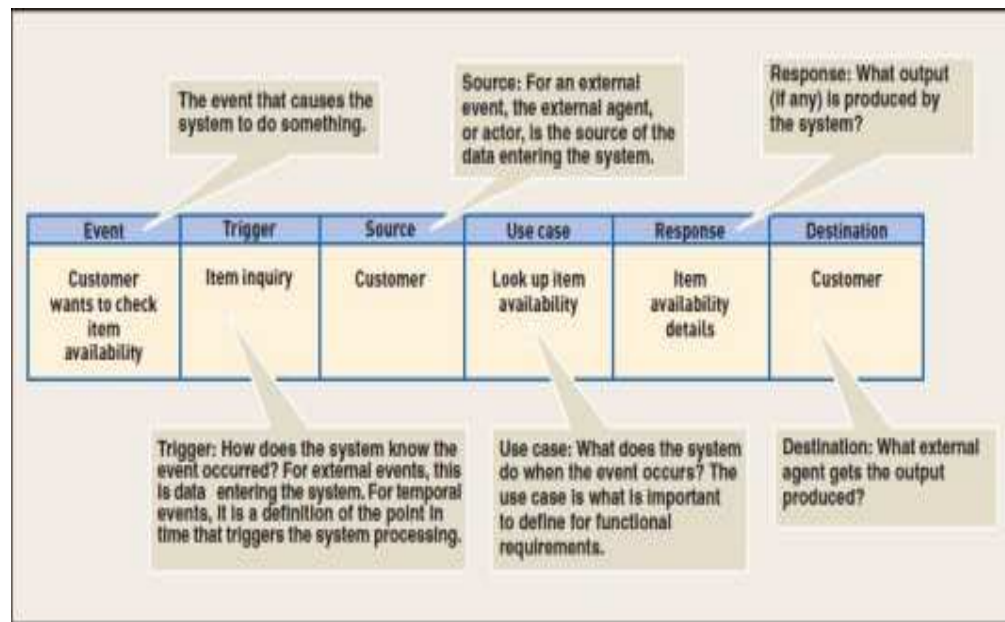 The event that causes the
system to do something.
Source: For an external
event, the external agent,
or actor, is the source of the
data entering the system.
Response: What output
(if any) is produced by
the system?
Event Trigger Source Use case Response Destination
Customer
wants to check
item
availability
Item inquiry
Customer
Look up item
availability
Item
availability
details
Customer
Trigger: How does the system know the
event occurred? For external events, this
is data entering the system. For temporal
events, it is a definition of the point in
time that triggers the system processing.
Use case: What does the system
do when the event occurs? The
use case is what is important
to define for functional
requirements.
Destination: What external
agent gets the output
produced?